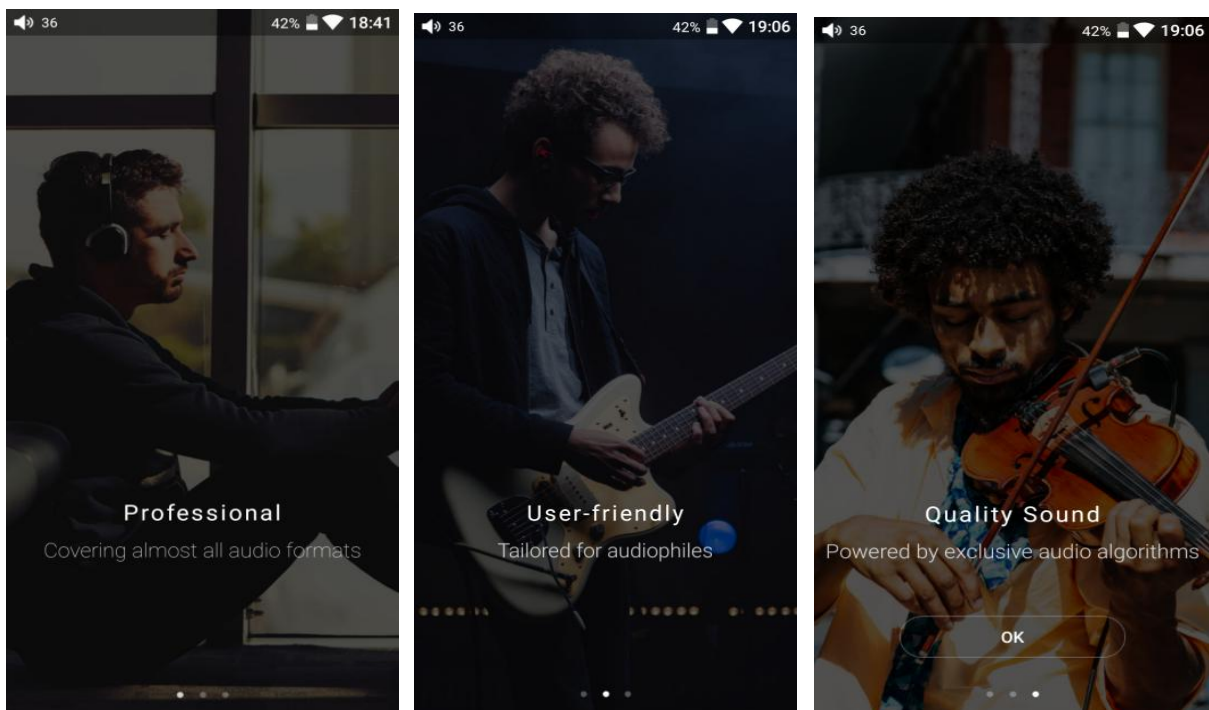 36 42% 18:41
Professional
Covering almost all audio formats
36 42% 19:06
User-friendly
Tailored for audiophiles
36 42% 19:06
Quality Sound
Powered by exclusive audio algorithms
OK